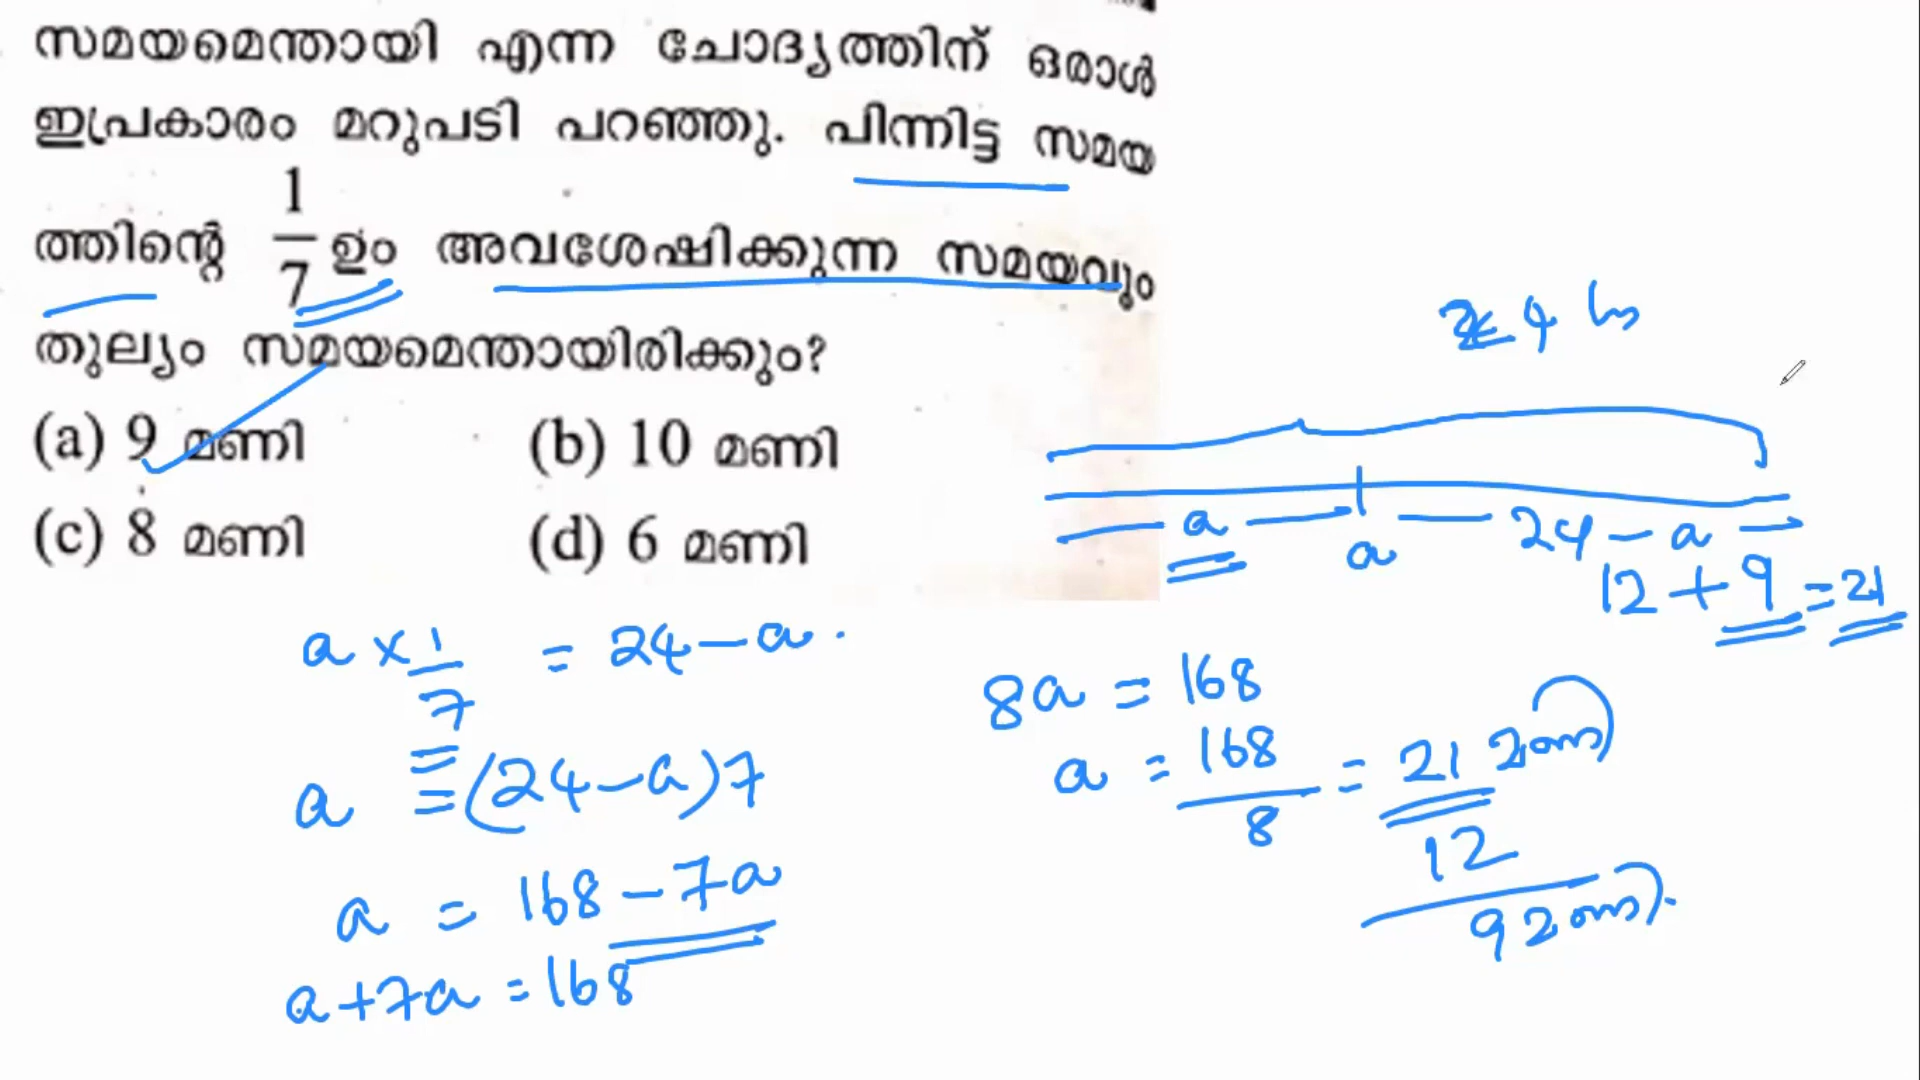 സമയമെന്തായി എന്ന ചോദ്യത്തിന് ഒരാൾ
ഇപ്രകാരം മറുപടി പറഞ്ഞു. പിന്നിട്ട സമയ
ത്തിന്റെ 1/7 ഉം അവശേഷിക്കുന്ന സമയവും
തുല്യം സമയമെന്തായിരിക്കും?
(a) 9 മണി (b) 10 മണി
(c) 8 മണി (d) 6 മണി
24 h
a 24 - a
a
12 + 9 = 21
a × 1/7 = 24 - a.
a = (24 - a) 7
a = 168 - 7a
a + 7a = 168
8a = 168
a = 168/8 = 21 മണി
12
9 മണി.